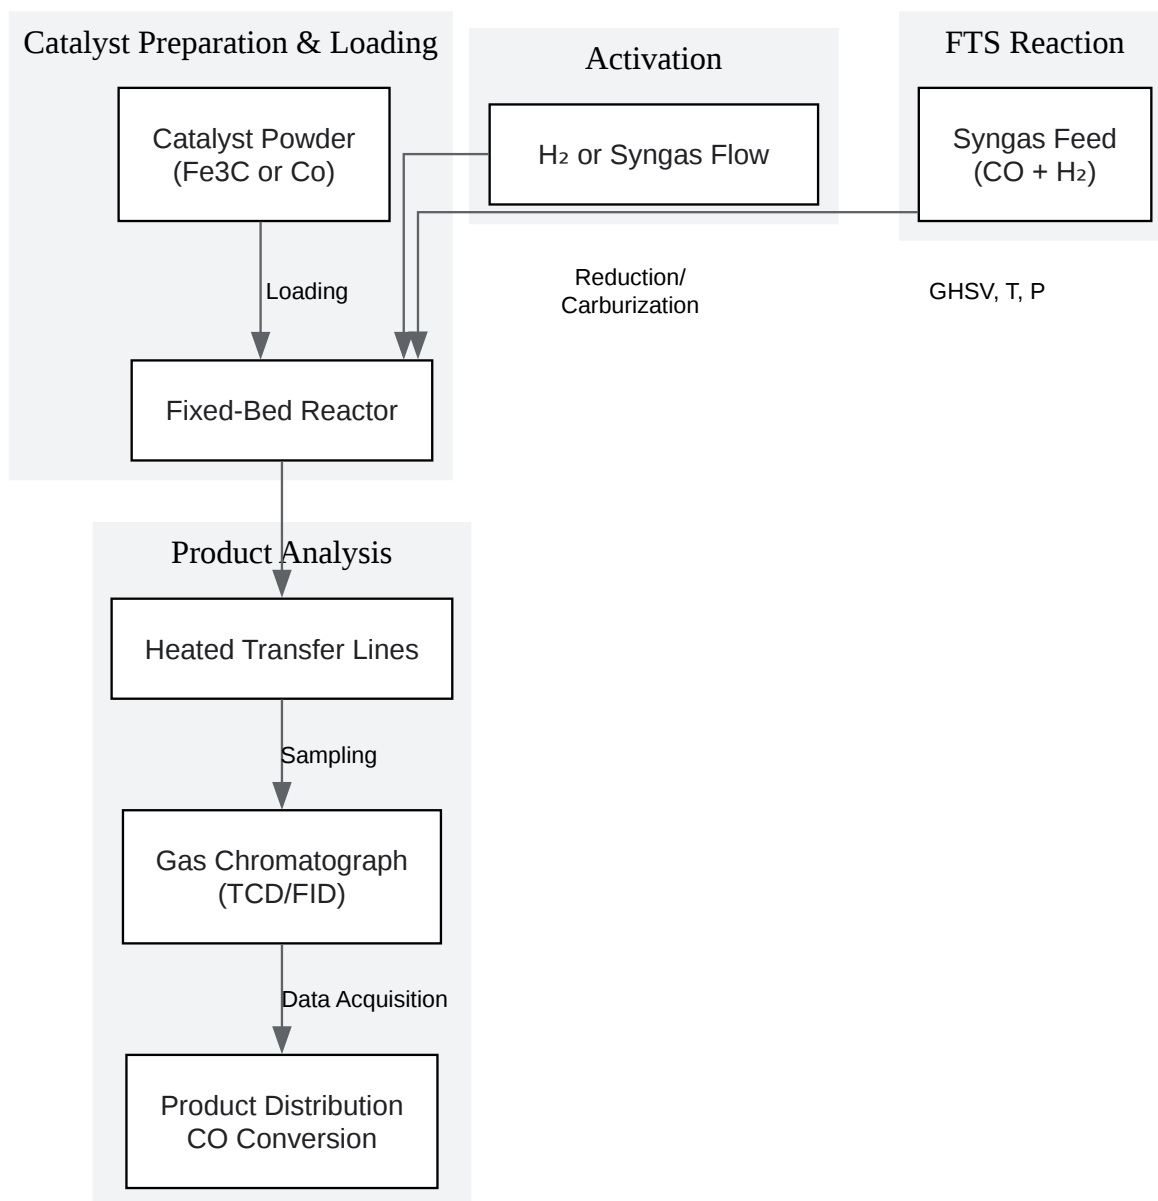 Catalyst Preparation & Loading
Activation
FTS Reaction
Catalyst Powder
(Fe3C or Co)
H₂ or Syngas Flow
Syngas Feed
(CO + H₂)
Loading
Reduction/
Carburization
GHSV, T, P
Fixed-Bed Reactor
Product Analysis
Heated Transfer Lines
Sampling
Gas Chromatograph
(TCD/FID)
Data Acquisition
Product Distribution
CO Conversion